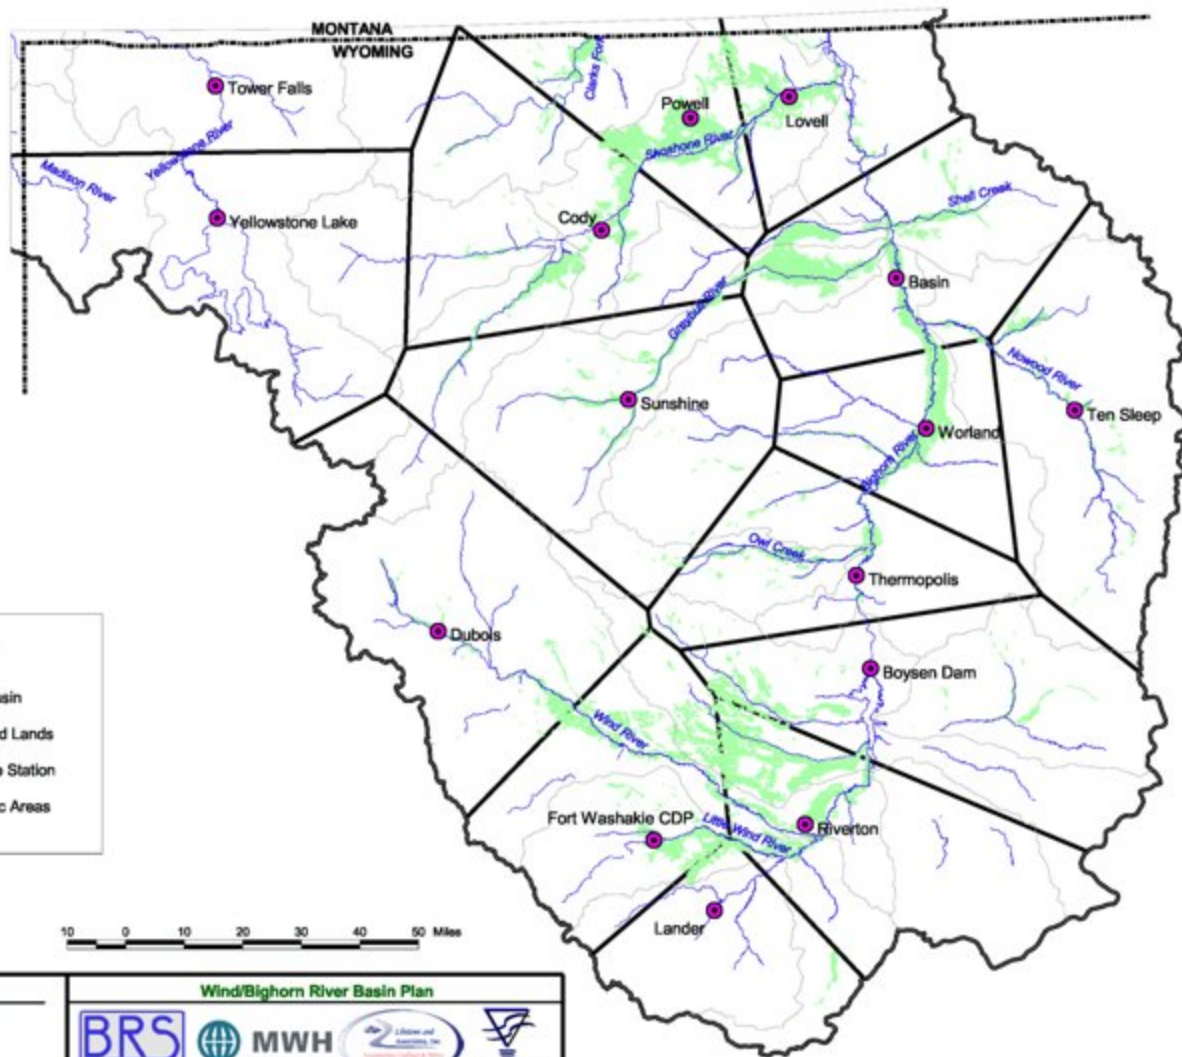 MONTANA
WYOMING
Tower Falls
Clarks Fork
Powell
Lovell
Shoshone River
Yellowstone River
Madison River
Yellowstone Lake
Cody
Shell Creek
Basin
Greybull River
Nowood River
Sunshine
Ten Sleep
Worland
Bighorn River
Owl Creek
Thermopolis
Dubois
Boysen Dam
sin
d Lands
Station
c Areas
Wind River
Fort Washakie CDP
Little Wind River
Riverton
Lander
10 0 10 20 30 40 50 Miles
Wind/Bighorn River Basin Plan
BRS
MWH